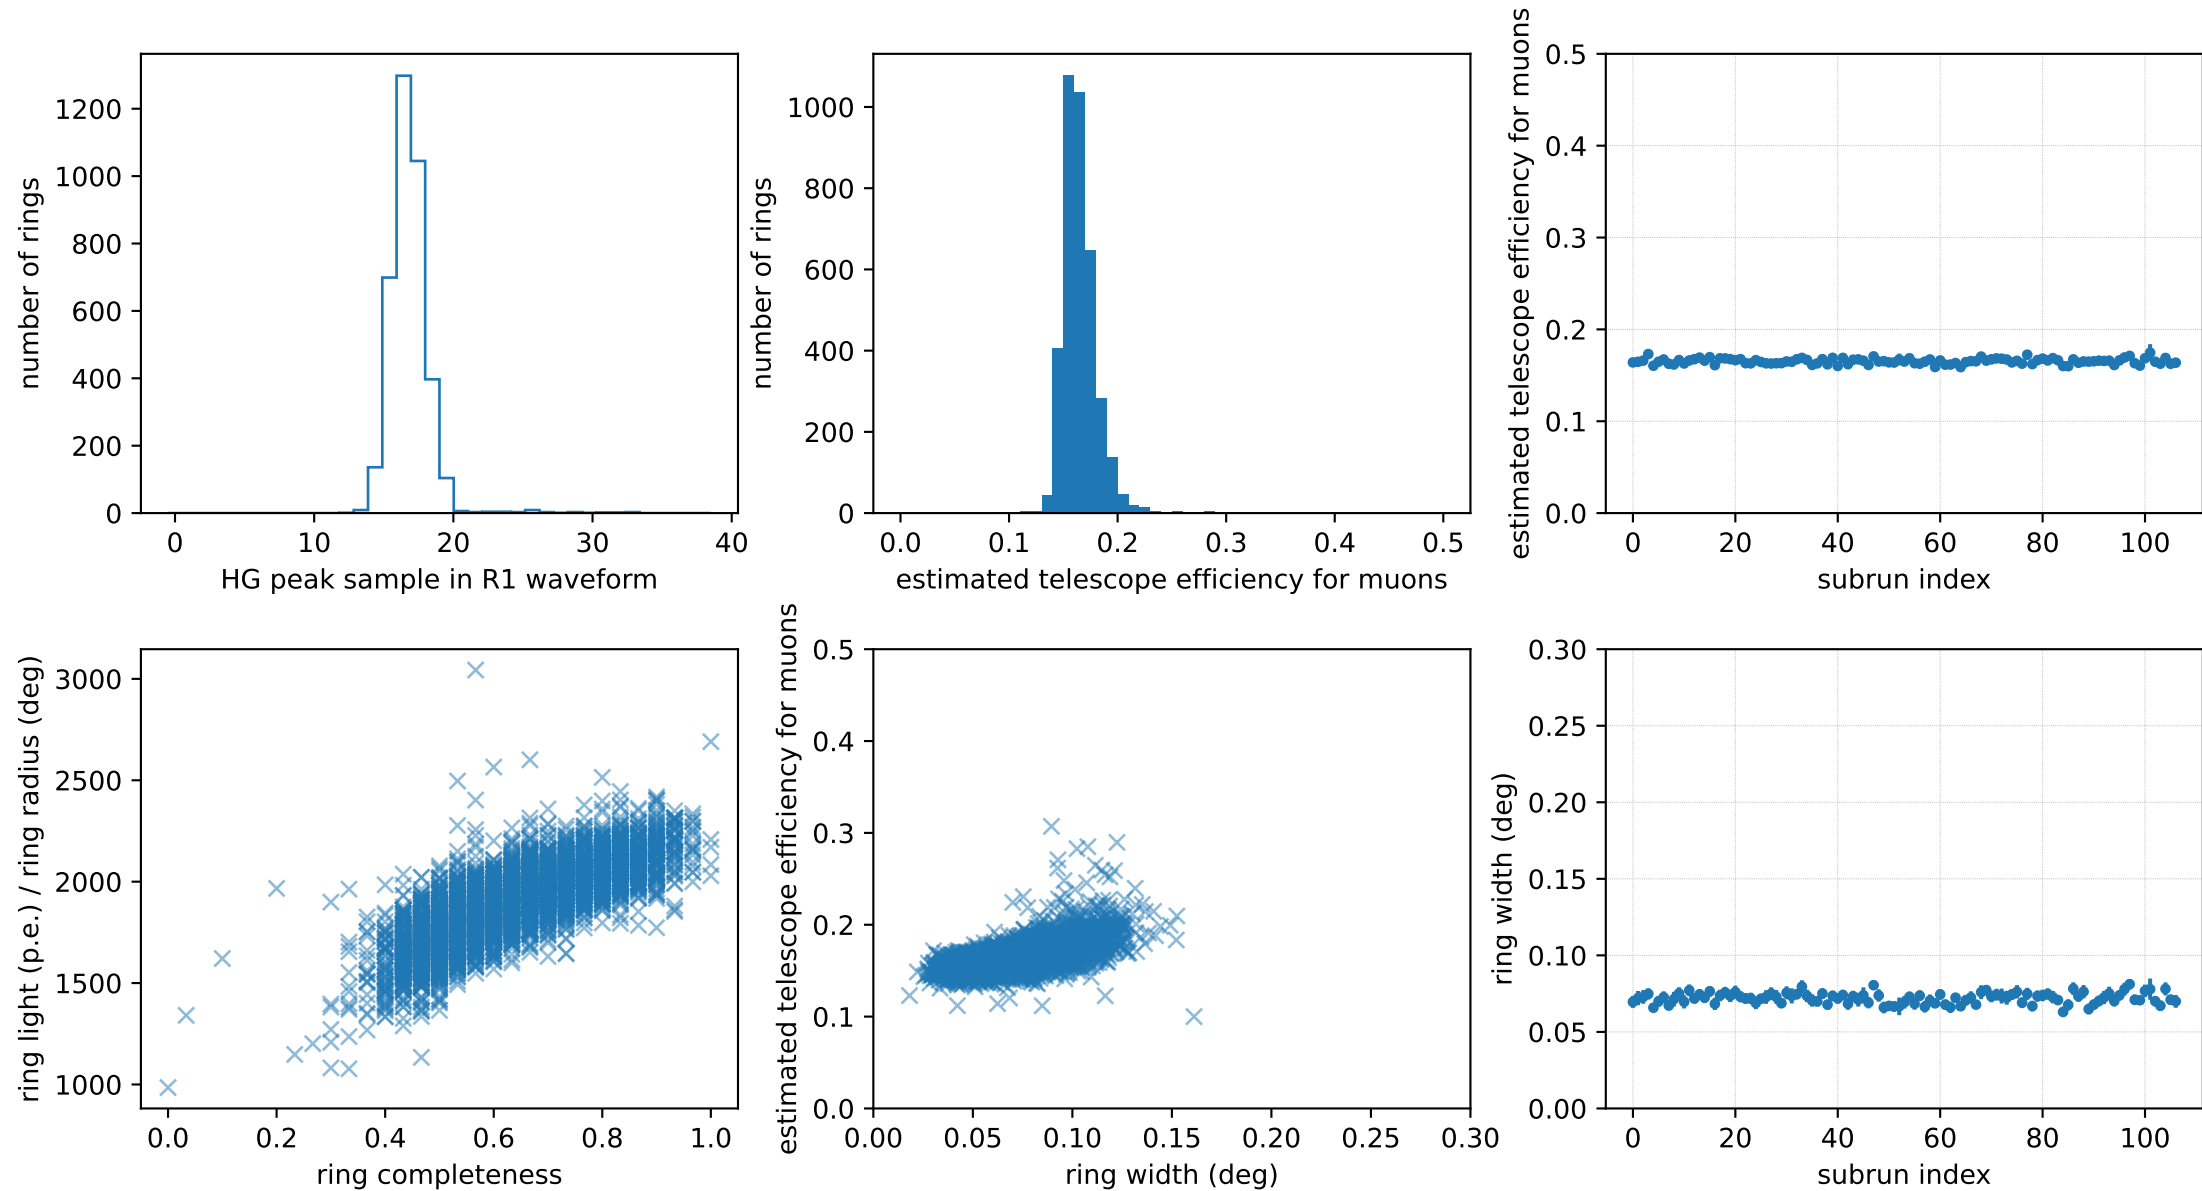 number of rings
1200
1000
800
600
400
200
0
0 10 20 30 40
HG peak sample in R1 waveform
number of rings
1000
800
600
400
200
0
0.0 0.1 0.2 0.3 0.4 0.5
estimated telescope efficiency for muons
estimated telescope efficiency for muons
0.5
0.4
0.3
0.2
0.1
0.0
0 20 40 60 80 100
subrun index
ring light (p.e.) / ring radius (deg)
3000
2500
2000
1500
1000
0.0 0.2 0.4 0.6 0.8 1.0
ring completeness
estimated telescope efficiency for muons
0.5
0.4
0.3
0.2
0.1
0.0
0.00 0.05 0.10 0.15 0.20 0.25 0.30
ring width (deg)
ring width (deg)
0.30
0.25
0.20
0.15
0.10
0.05
0.00
0 20 40 60 80 100
subrun index